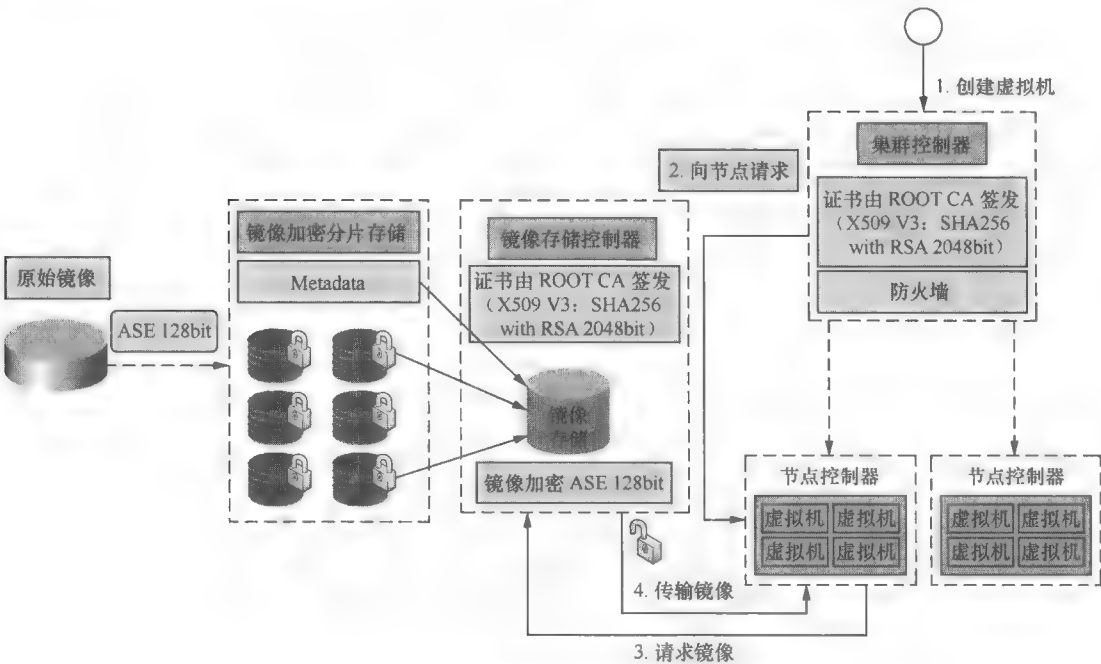 1. 创建虚拟机
集群控制器
2. 向节点请求
证书由 ROOT CA 签发
（X509 V3：SHA256
with RSA 2048bit）
防火墙
镜像加密分片存储
Metadata
镜像存储控制器
证书由 ROOT CA 签发
（X509 V3：SHA256
with RSA 2048bit）
原始镜像
ASE 128bit
镜像
存储
镜像加密 ASE 128bit
节点控制器
虚拟机 虚拟机
虚拟机 虚拟机
节点控制器
虚拟机 虚拟机
虚拟机 虚拟机
4. 传输镜像
3. 请求镜像